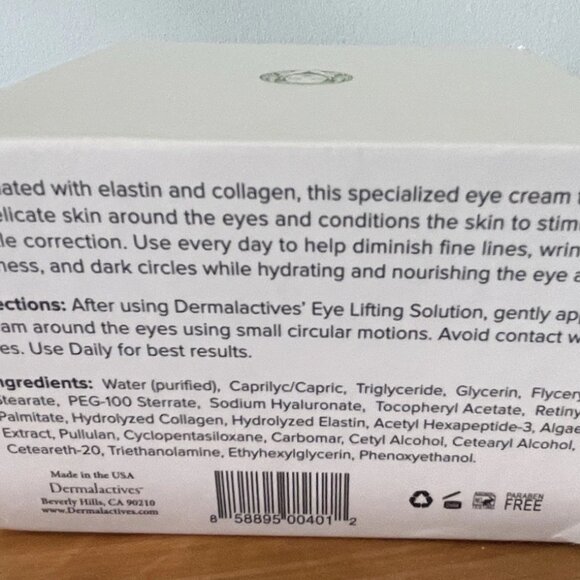 ated with elastin and collagen, this specialized eye cream
elicate skin around the eyes and conditions the skin to stim
le correction. Use every day to help diminish fine lines, wrin
ness, and dark circles while hydrating and nourishing the eye a
ections: After using Dermalactives' Eye Lifting Solution, gently app
am around the eyes using small circular motions. Avoid contact w
es. Use Daily for best results.
ngredients: Water (purified), Caprilyc/Capric, Triglyceride, Glycerin, Flycery
Stearate, PEG-100 Sterrate, Sodium Hyaluronate, Tocopheryl Acetate, Retiny
Palmitate, Hydrolyzed Collagen, Hydrolyzed Elastin, Acetyl Hexapeptide-3, Algae
Extract, Pullulan, Cyclopentasiloxane, Carbomar, Cetyl Alcohol, Cetearyl Alcohol,
Ceteareth-20, Triethanolamine, Ethyhexylglycerin, Phenoxyethanol.
Made in the USA
Dermalactives
Beverly Hills, CA 90210
www.Dermalactives.com
8 58895 00401 2
PARABEN
FREE